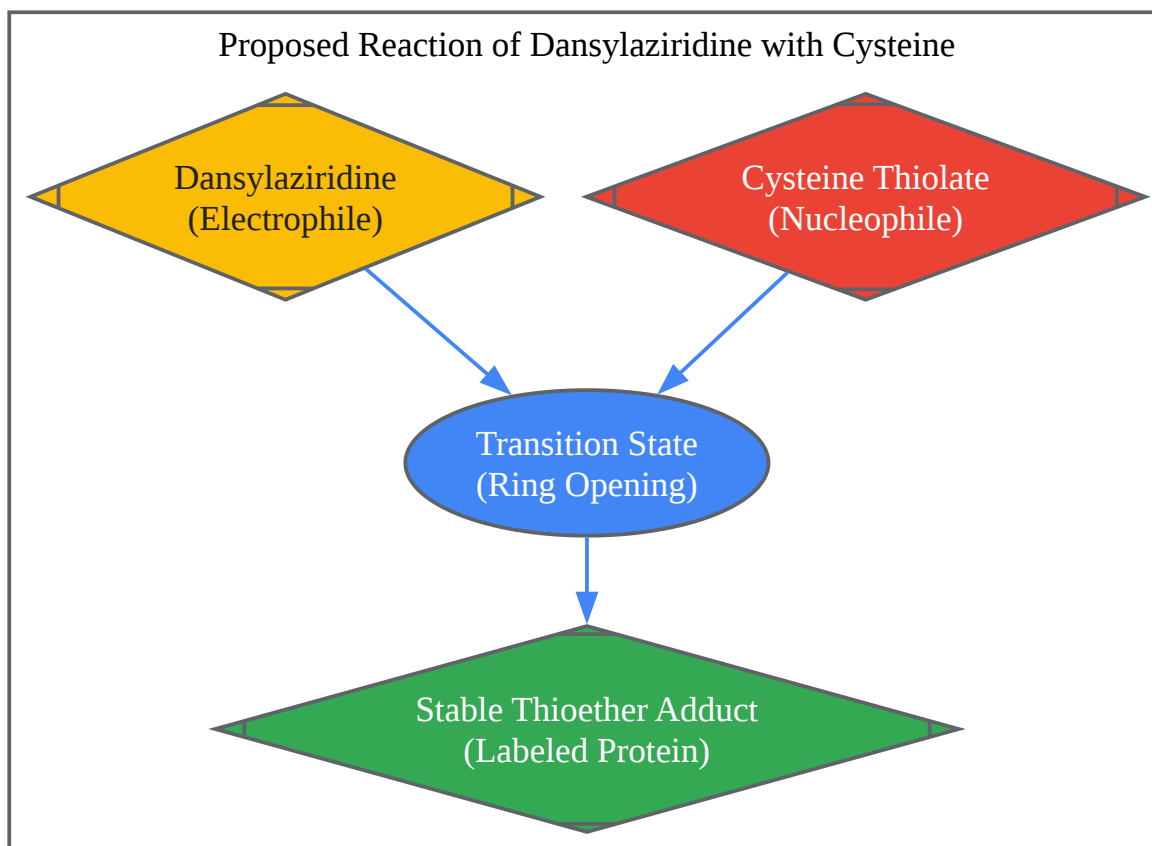 Proposed Reaction of Dansylaziridine with Cysteine
Dansylaziridine
(Electrophile)
Cysteine Thiolate
(Nucleophile)
Transition State
(Ring Opening)
Stable Thioether Adduct
(Labeled Protein)